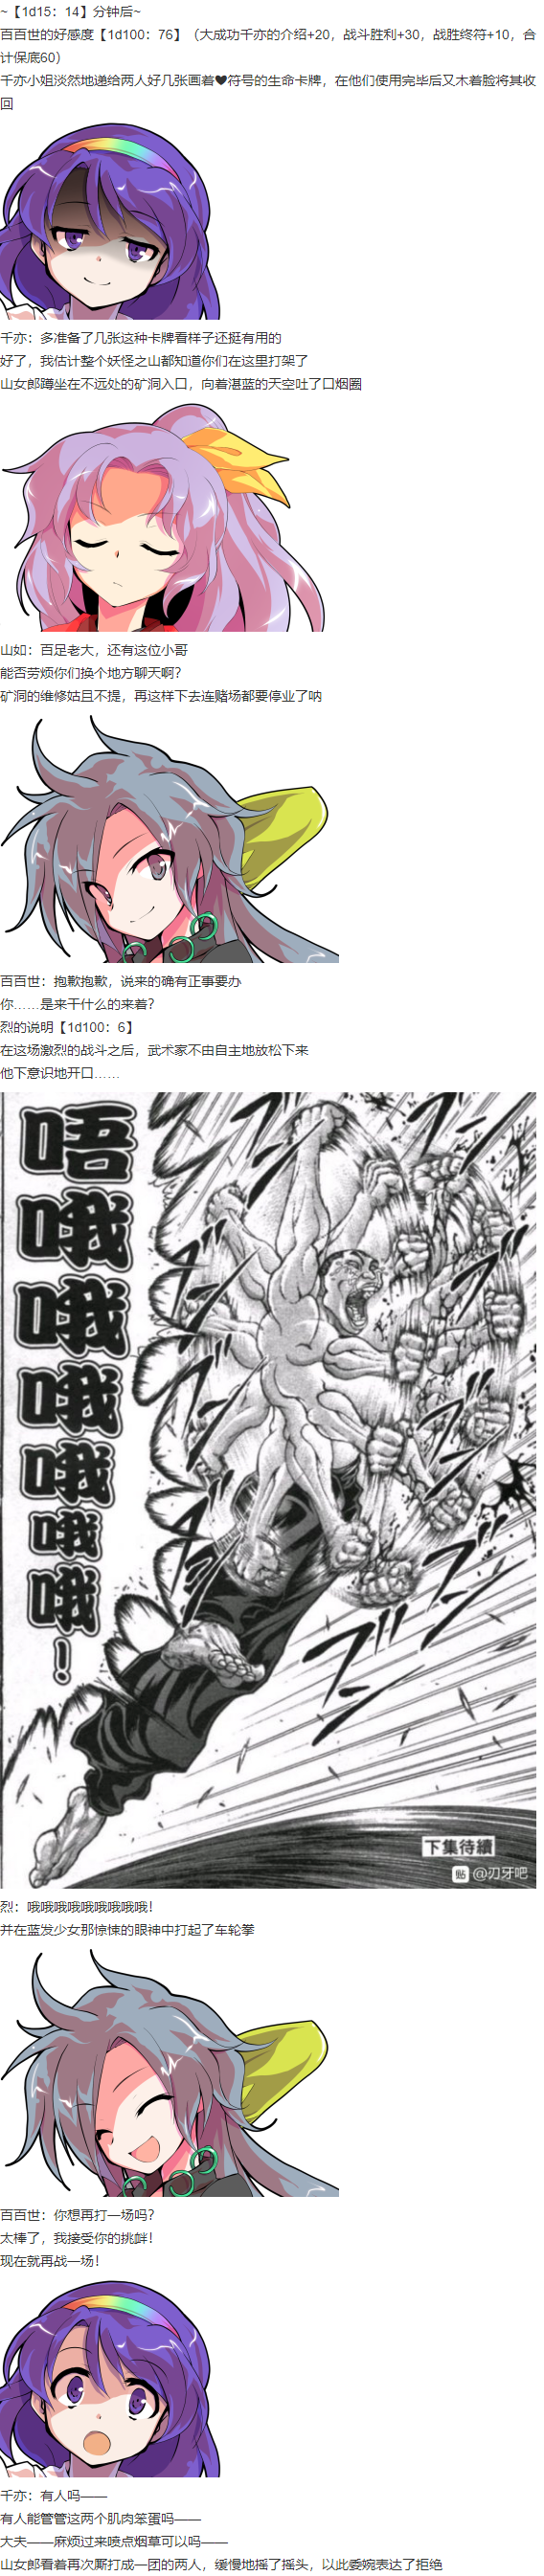 ~【1d15：14】分钟后~
百百世的好感度【1d100：76】（大成功千亦的介绍+20，战斗胜利+30，战胜终符+10，合
计保底60）
千亦小姐淡然地递给两人好几张画着❤符号的生命卡牌，在他们使用完毕后又木着脸将其收
回
千亦：多准备了几张这种卡牌看样子还挺有用的
好了，我估计整个妖怪之山都知道你们在这里打架了
山女郎蹲坐在不远处的矿洞入口，向着湛蓝的天空吐了口烟圈
山如：百足老大，还有这位小哥
能否劳烦你们换个地方聊天啊？
矿洞的维修姑且不提，再这样下去连赌场都要停业了呐
百百世：抱歉抱歉，说来的确有正事要办
你……是来干什么的来着？
烈的说明【1d100：6】
在这场激烈的战斗之后，武术家不由自主地放松下来
他下意识地开口……
唔哦哦哦哦哦哦！
下集待續
贴 @刃牙吧
烈：哦哦哦哦哦哦哦哦哦！
并在蓝发少女那惊悚的眼神中打起了车轮拳
百百世：你想再打一场吗？
太棒了，我接受你的挑衅！
现在就再战一场！
千亦：有人吗——
有人能管管这两个肌肉笨蛋吗——
大夫——麻烦过来喷点烟草可以吗——
山女郎看着再次厮打成一团的两人，缓慢地摇了摇头，以此委婉表达了拒绝